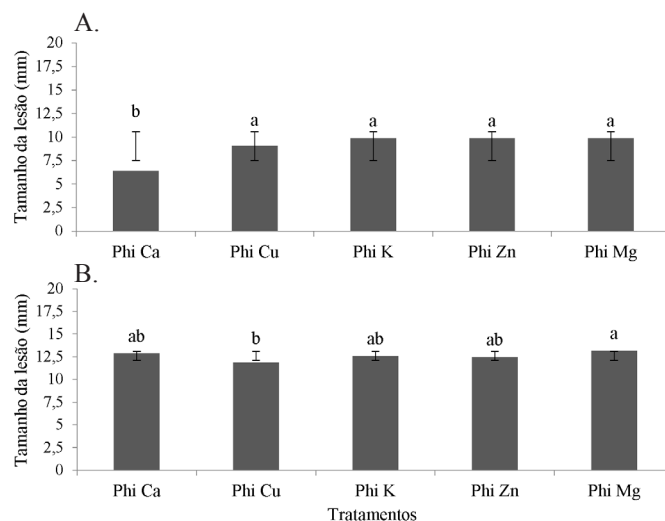 A.
Tamanho da lesão (mm)
20
17,5
15
12,5
10
7,5
5
2,5
0
b
a
a
a
a
Phi Ca
Phi Cu
Phi K
Phi Zn
Phi Mg
B.
Tamanho da lesão (mm)
20
17,5
15
12,5
10
7,5
5
2,5
0
ab
b
ab
ab
a
Phi Ca
Phi Cu
Phi K
Phi Zn
Phi Mg
Tratamentos